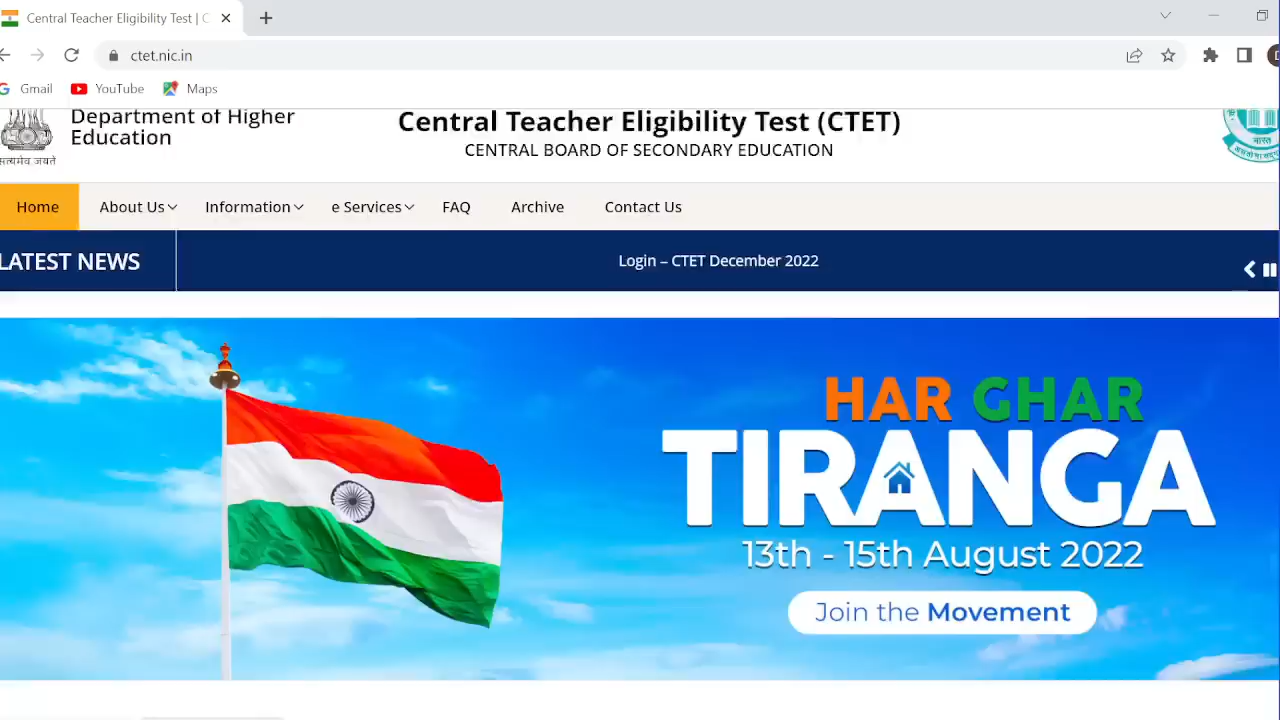 Central Teacher Eligibility Test | C
ctet.nic.in
Gmail YouTube Maps
Department of Higher
Education
सत्यमेव जयते
Central Teacher Eligibility Test (CTET)
CENTRAL BOARD OF SECONDARY EDUCATION
Home About Us Information e Services FAQ Archive Contact Us
LATEST NEWS
Login – CTET December 2022
HAR GHAR
TIRANGA
13th - 15th August 2022
Join the Movement